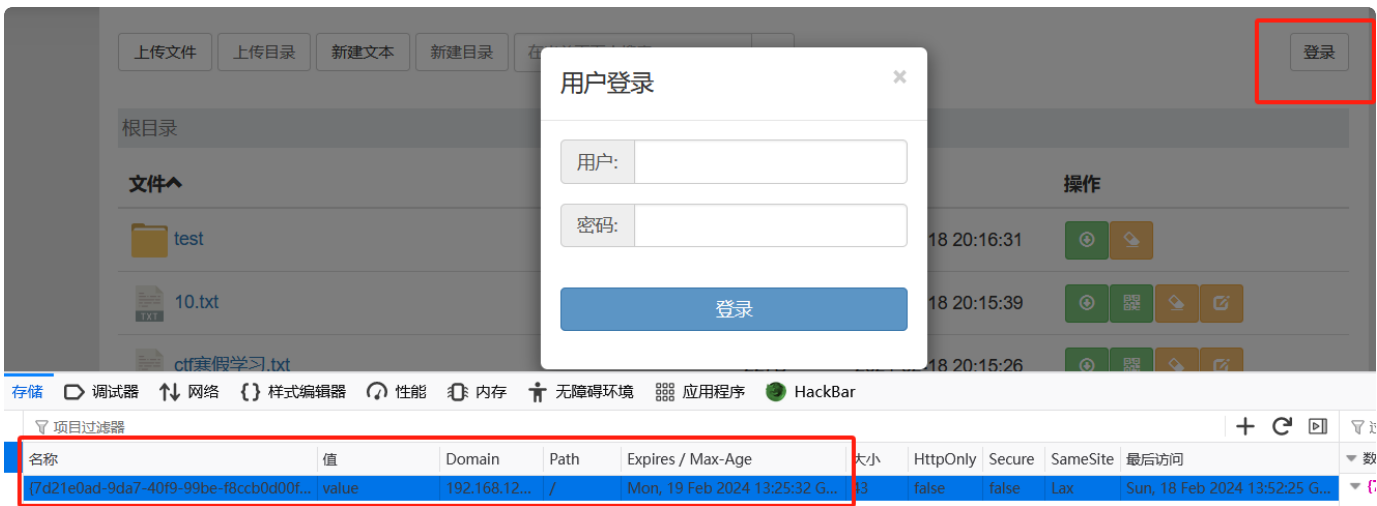 上传文件 上传目录 新建文本 新建目录 在 登录
用户登录 ×
根目录
用户:
文件 操作
密码:
test 18 20:16:31
10.txt 18 20:15:39
TXT
登录
ctf寒假学习.txt 18 20:15:26
存储 调试器 网络 {} 样式编辑器 性能 内存 无障碍环境 应用程序 HackBar
项目过滤器
名称 值 Domain Path Expires / Max-Age 大小 HttpOnly Secure SameSite 最后访问 数
{7d21e0ad-9da7-40f9-99be-f8ccb0d00f... value 192.168.12... / Mon, 19 Feb 2024 13:25:32 G... 43 false false Lax Sun, 18 Feb 2024 13:52:25 G... {7